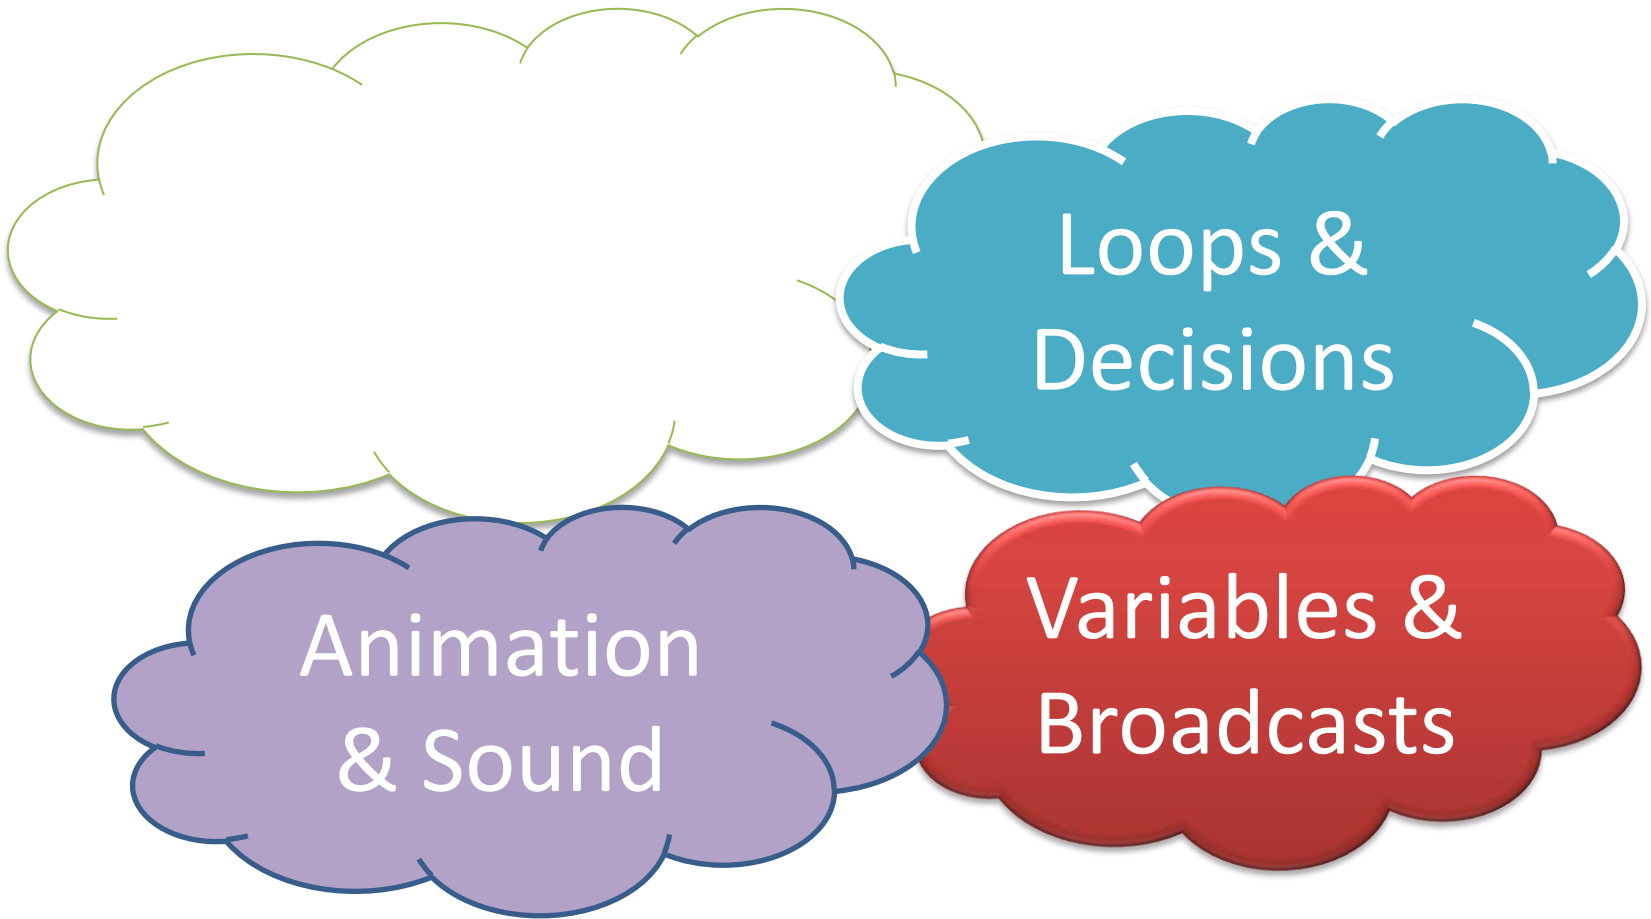 Loops &
Decisions
Animation
& Sound
Variables &
Broadcasts